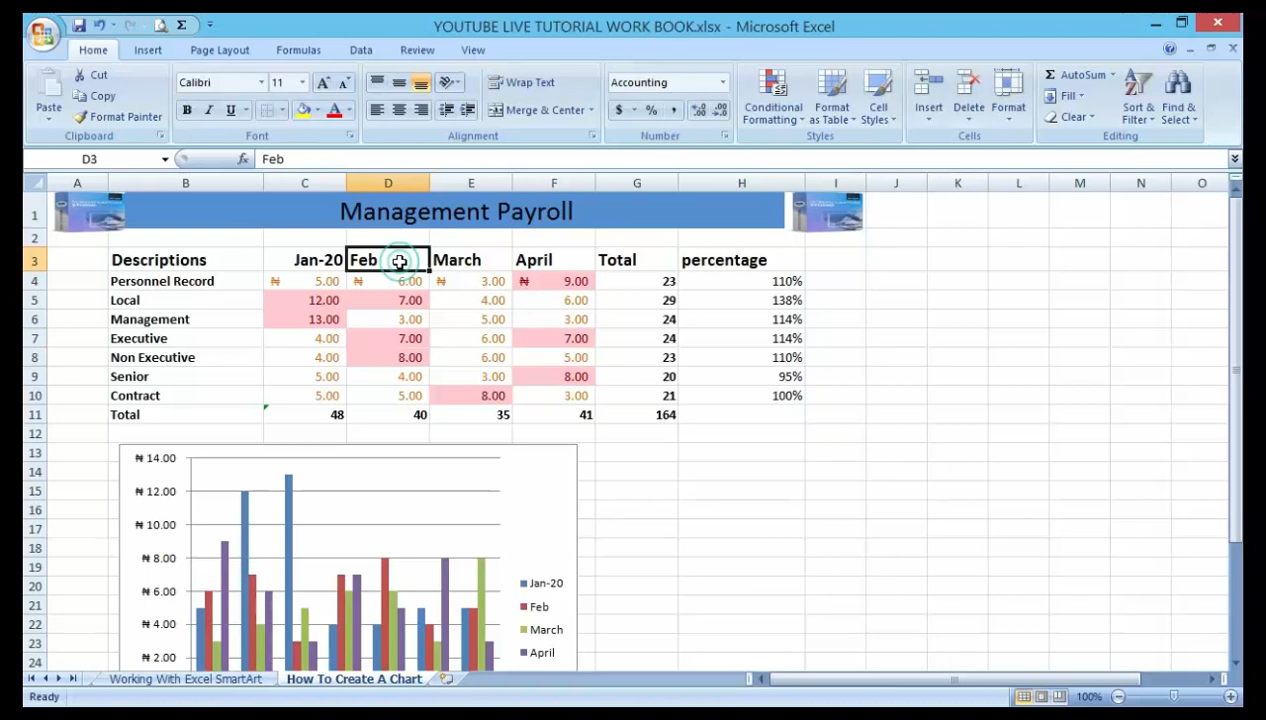 YOUTUBE LIVE TUTORIAL WORK BOOK.xlsx - Microsoft Excel
Home Insert Page Layout Formulas Data Review View
Paste Cut Copy Format Painter Clipboard
Calibri 11 B I U A Font
Wrap Text Merge & Center Alignment
Accounting $ % , Number
Conditional Formatting Format as Table Cell Styles Styles
Insert Delete Format Cells
Σ AutoSum Fill Clear Sort & Filter Find & Select Editing
D3 fx Feb
A B C D E F G H I J K L M N O
1 Management Payroll
2
3 Descriptions Jan-20 Feb March April Total percentage
4 Personnel Record ₦ 5.00 ₦ 6.00 ₦ 3.00 ₦ 9.00 23 110%
5 Local 12.00 7.00 4.00 6.00 29 138%
6 Management 13.00 3.00 5.00 3.00 24 114%
7 Executive 4.00 7.00 6.00 7.00 24 114%
8 Non Executive 4.00 8.00 6.00 5.00 23 110%
9 Senior 5.00 4.00 3.00 8.00 20 95%
10 Contract 5.00 5.00 8.00 3.00 21 100%
11 Total 48 40 35 41 164
12
13 ₦ 14.00
14
15 ₦ 12.00
16
17 ₦ 10.00
18
19 ₦ 8.00
20 Jan-20
₦ 6.00
21 Feb
22 ₦ 4.00 March
23 April
24 ₦ 2.00
Working With Excel SmartArt How To Create A Chart
Ready 100%